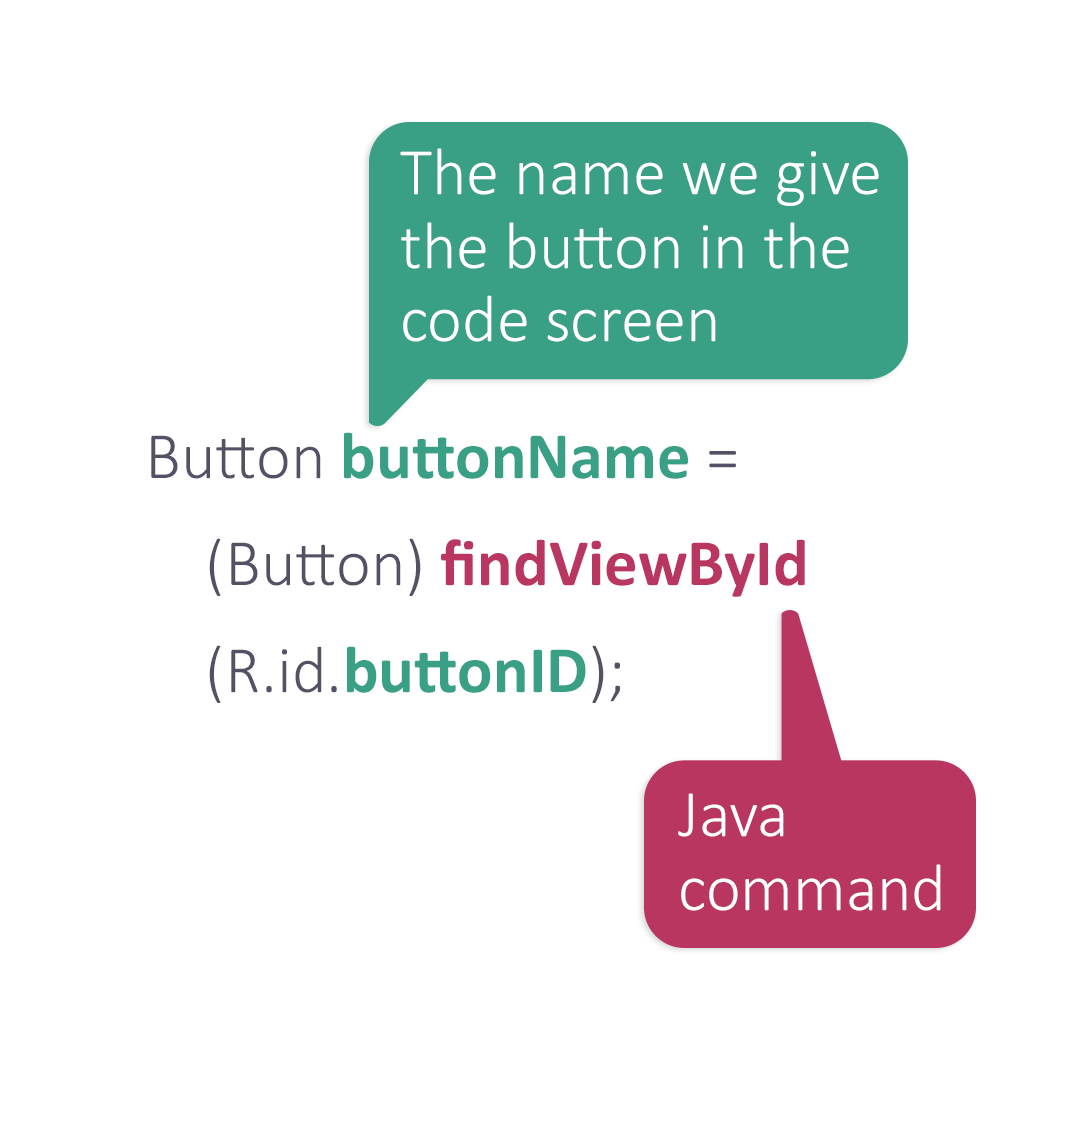 The name we give
the button in the
code screen
Button buttonName =
(Button) findViewById
(R.id.buttonID);
Java
command